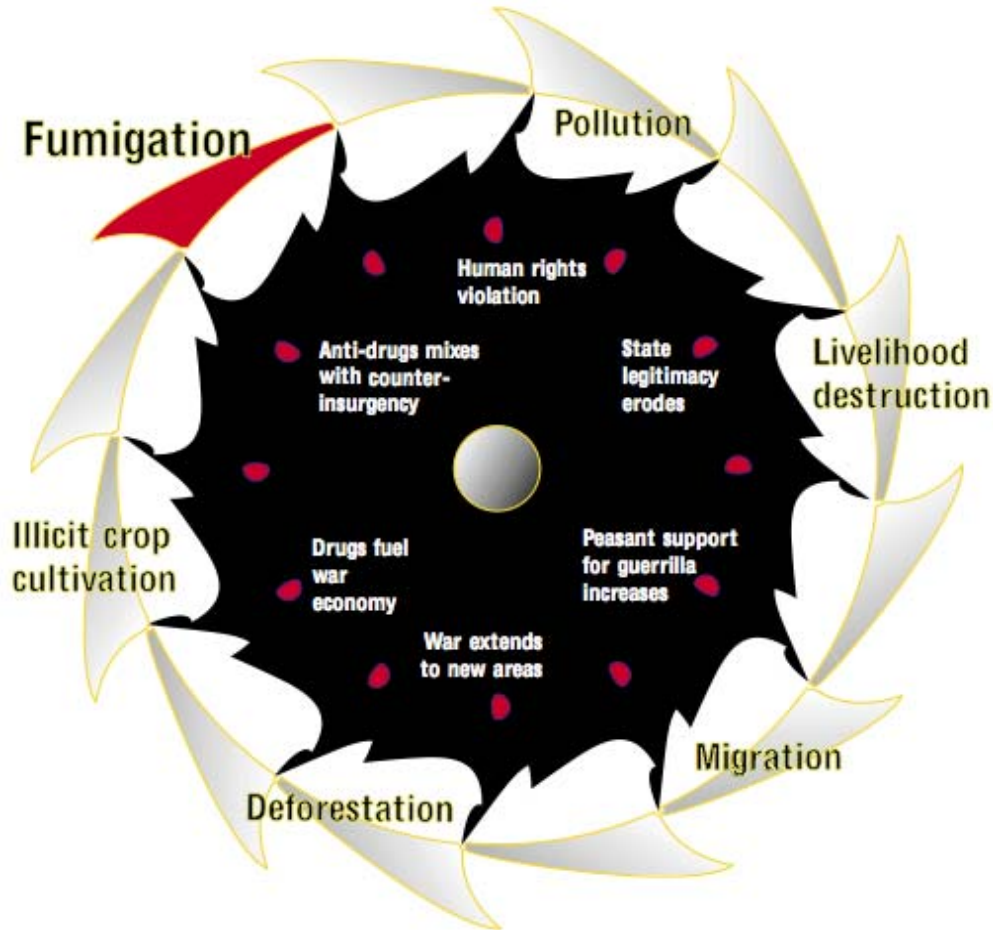 Fumigation
Pollution
Livelihood
destruction
Migration
Deforestation
Illicit crop
cultivation
Human rights
violation
State
legitimacy
erodes
Peasant support
for guerrilla
increases
War extends
to new areas
Drugs fuel
war
economy
Anti-drugs mixes
with counter-
insurgency